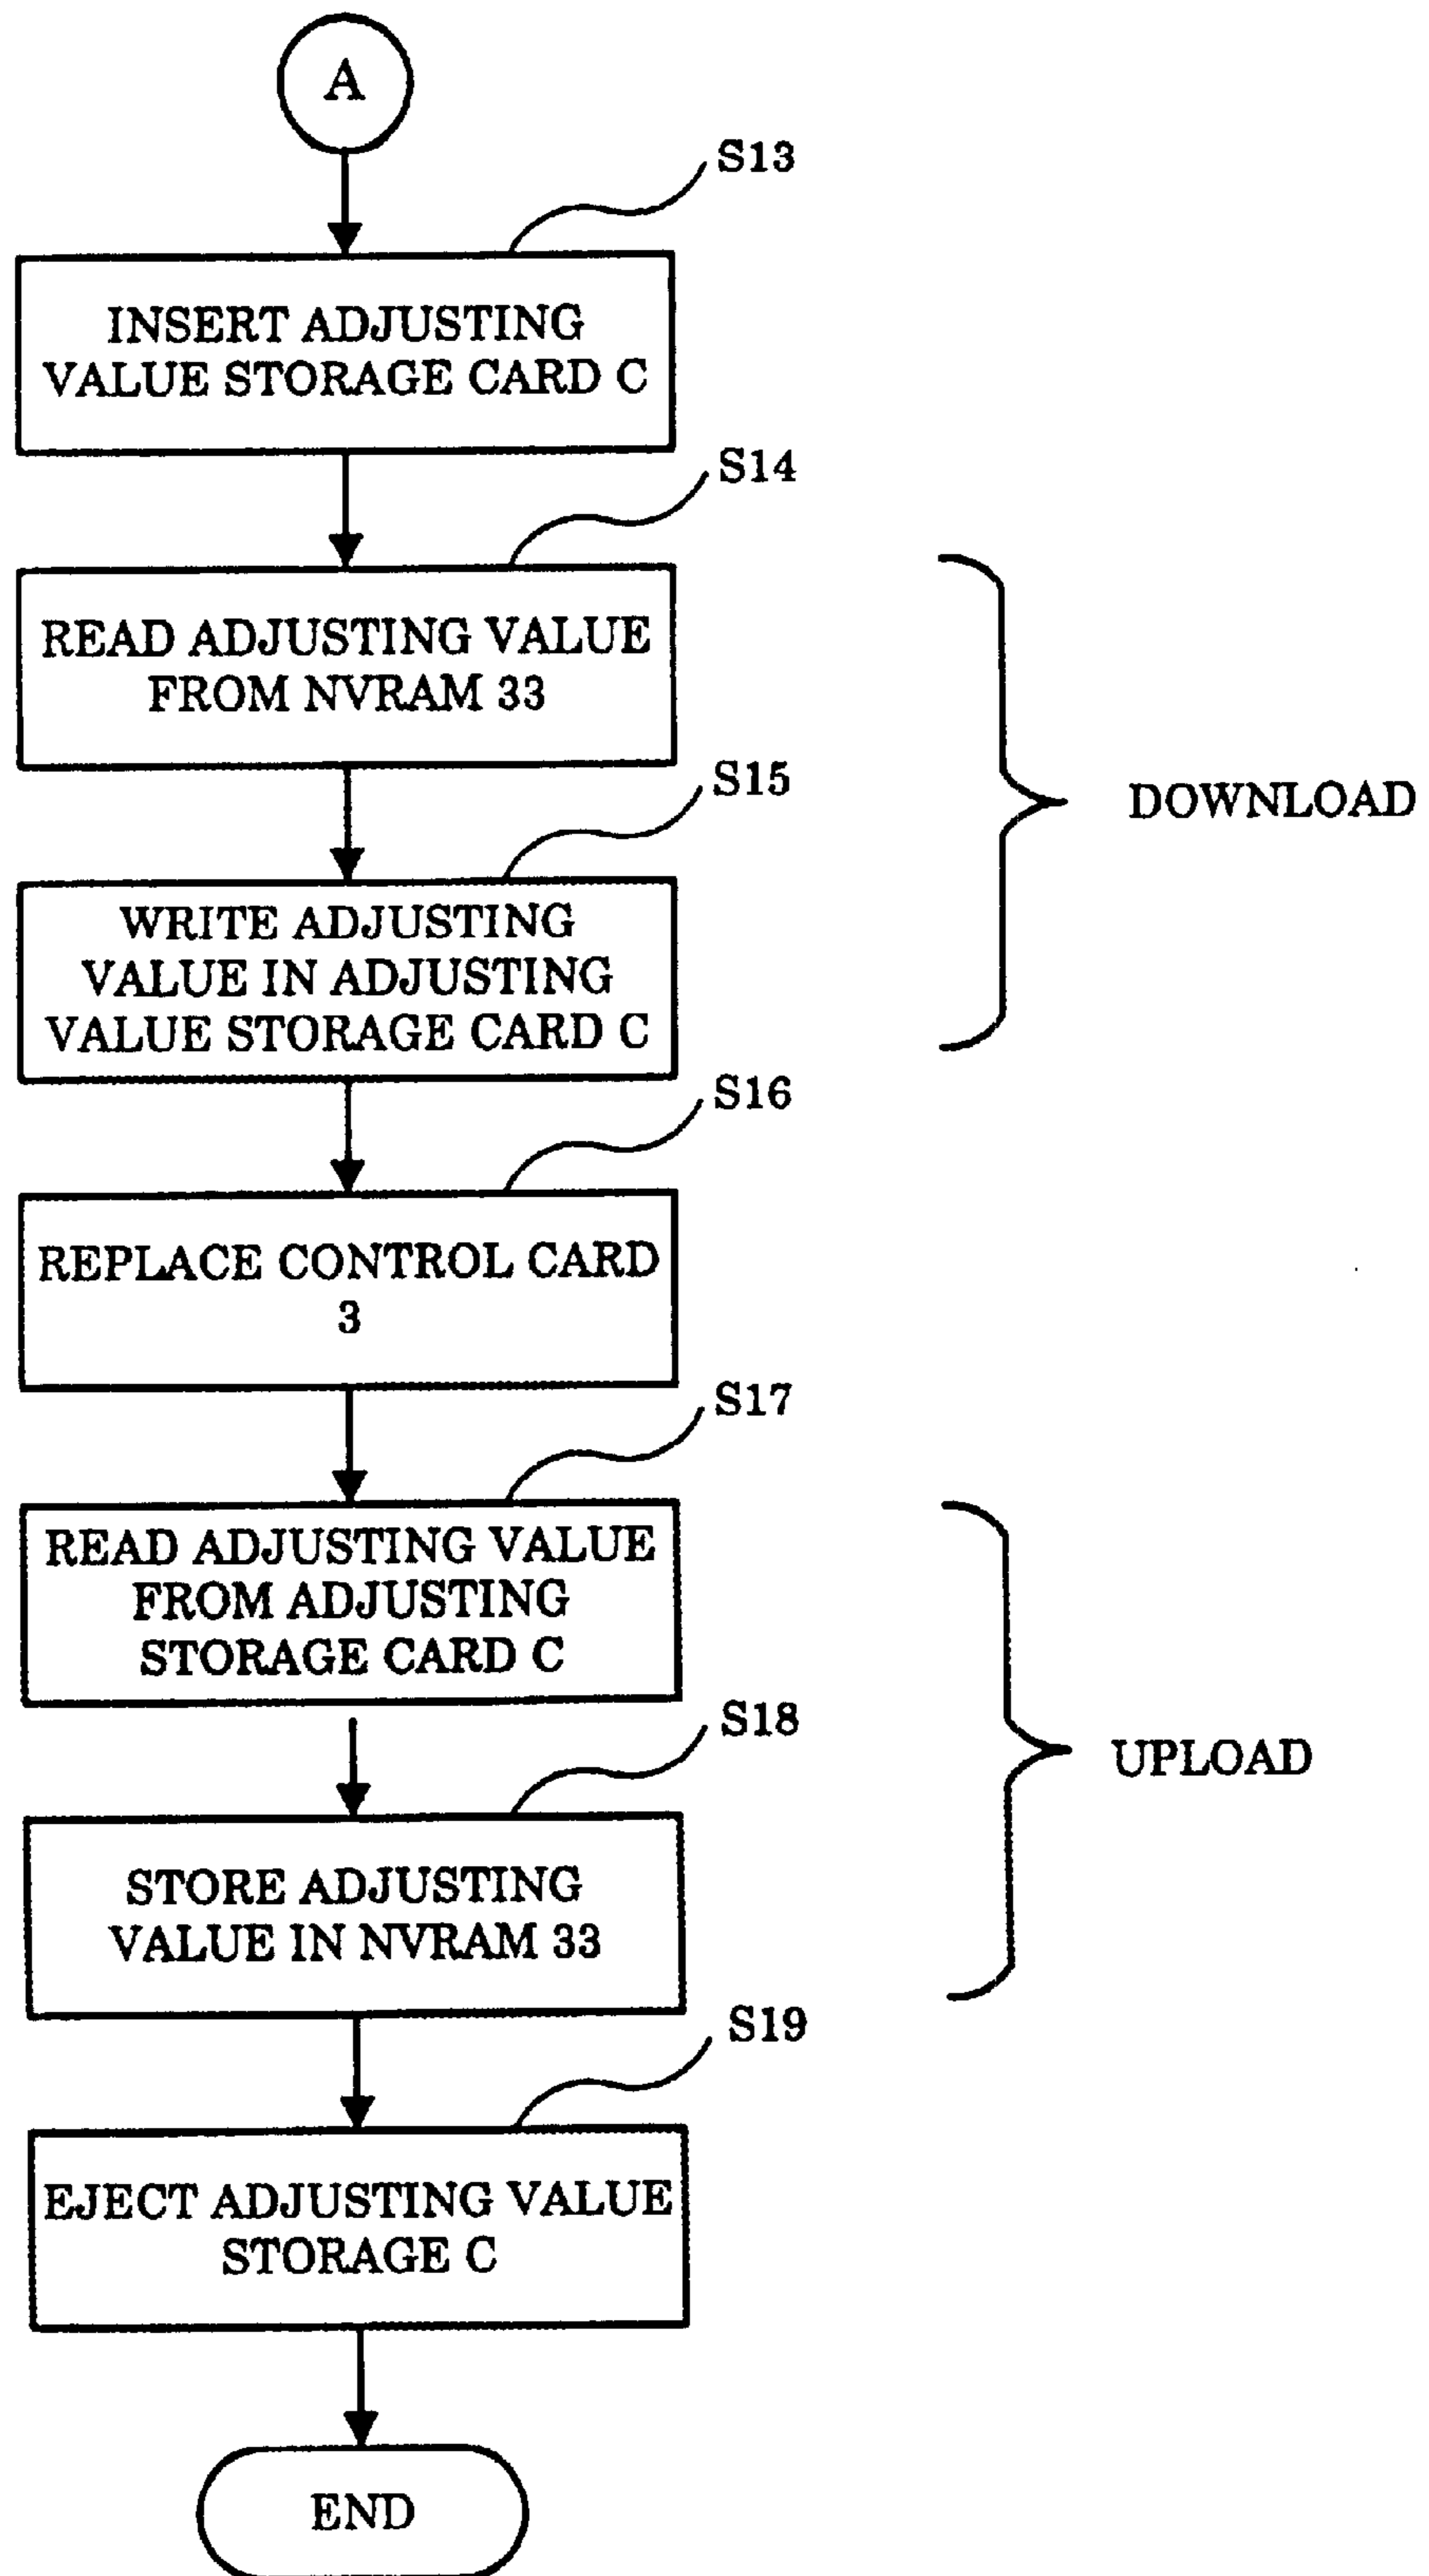 A
S13
INSERT ADJUSTING
VALUE STORAGE CARD C
S14
READ ADJUSTING VALUE
FROM NVRAM 33
DOWNLOAD
S15
WRITE ADJUSTING
VALUE IN ADJUSTING
VALUE STORAGE CARD C
S16
REPLACE CONTROL CARD
3
S17
READ ADJUSTING VALUE
FROM ADJUSTING
STORAGE CARD C
UPLOAD
S18
STORE ADJUSTING
VALUE IN NVRAM 33
S19
EJECT ADJUSTING VALUE
STORAGE C
END